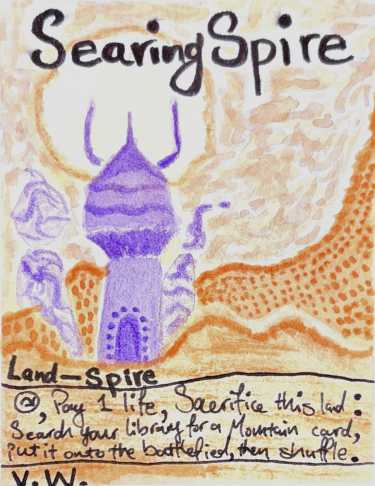 Searing Spire
Land — Spire
, Pay 1 life, Sacrifice this land:
Search your library for a Mountain card,
put it onto the battlefied, then shuffle.
V.W.